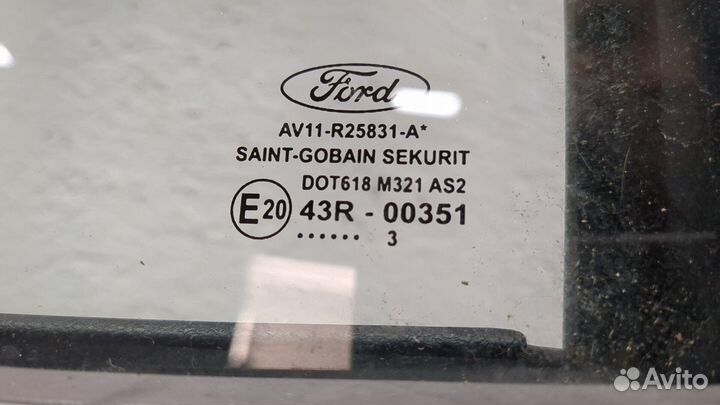 Ford
AV11-R25831-A*
SAINT-GOBAIN SEKURIT
DOT618 M321 AS2
E20 43R - 00351
...... 3
Avito